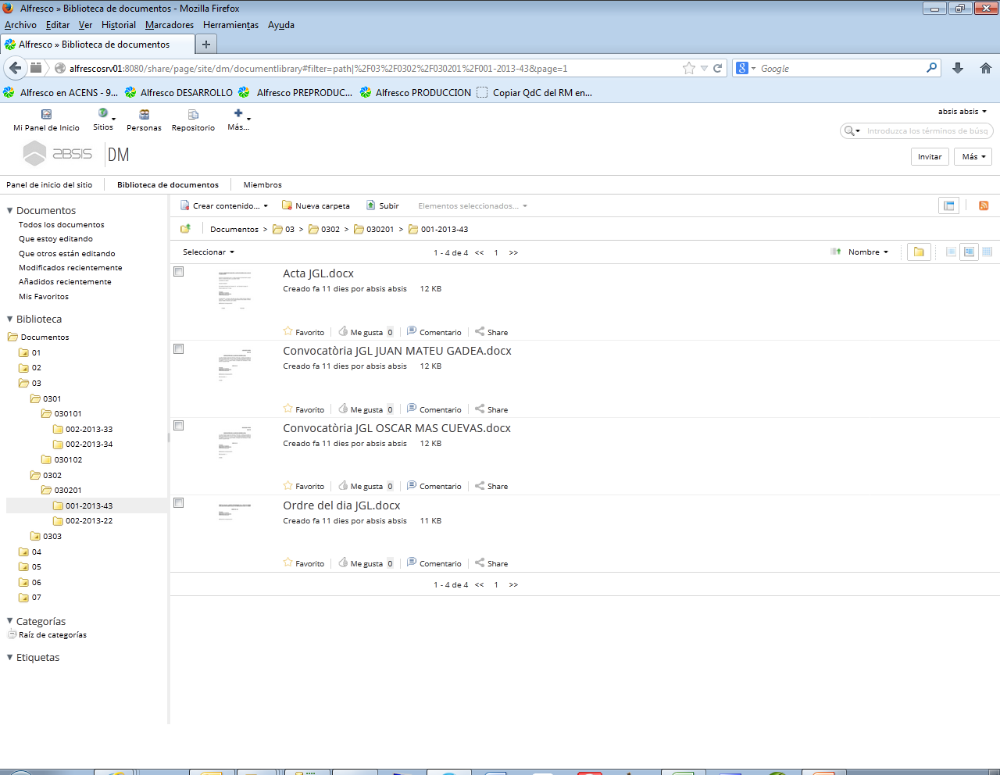 Alfresco » Biblioteca de documentos - Mozilla Firefox
Archivo Editar Ver Historial Marcadores Herramientas Ayuda
Alfresco » Biblioteca de documentos
alfrescosrv01:8080/share/page/site/dm/documentlibrary#filter=path|%2F03%2F0302%2F030201%2F001-2013-43&page=1
Google
Alfresco en ACENS - 9... Alfresco DESARROLLO Alfresco PREPRODUC... Alfresco PRODUCCION Copiar QdC del RM en...
Mi Panel de Inicio Sitios Personas Repositorio Más...
absis absis
Introduzca los términos de búsq
absis DM
Invitar Más
Panel de inicio del sitio Biblioteca de documentos Miembros
Documentos
Todos los documentos
Que estoy editando
Que otros están editando
Modificados recientemente
Añadidos recientemente
Mis Favoritos
Biblioteca
Documentos
01
02
03
0301
030101
002-2013-33
002-2013-34
030102
0302
030201
001-2013-43
002-2013-22
0303
04
05
06
07
Categorías
Raíz de categorías
Etiquetas
Crear contenido... Nueva carpeta Subir Elementos seleccionados...
Documentos > 03 > 0302 > 030201 > 001-2013-43
Seleccionar 1 - 4 de 4 << 1 >> Nombre
Acta JGL.docx
Creado fa 11 dies por absis absis 12 KB
Favorito Me gusta 0 Comentario Share
Convocatòria JGL JUAN MATEU GADEA.docx
Creado fa 11 dies por absis absis 12 KB
Favorito Me gusta 0 Comentario Share
Convocatòria JGL OSCAR MAS CUEVAS.docx
Creado fa 11 dies por absis absis 12 KB
Favorito Me gusta 0 Comentario Share
Ordre del dia JGL.docx
Creado fa 11 dies por absis absis 11 KB
Favorito Me gusta 0 Comentario Share
1 - 4 de 4 << 1 >>